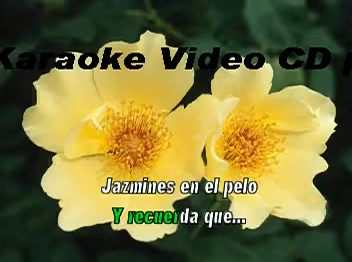 Karaoke Video CD p
Jazmines en el pelo
Y recuerda que...